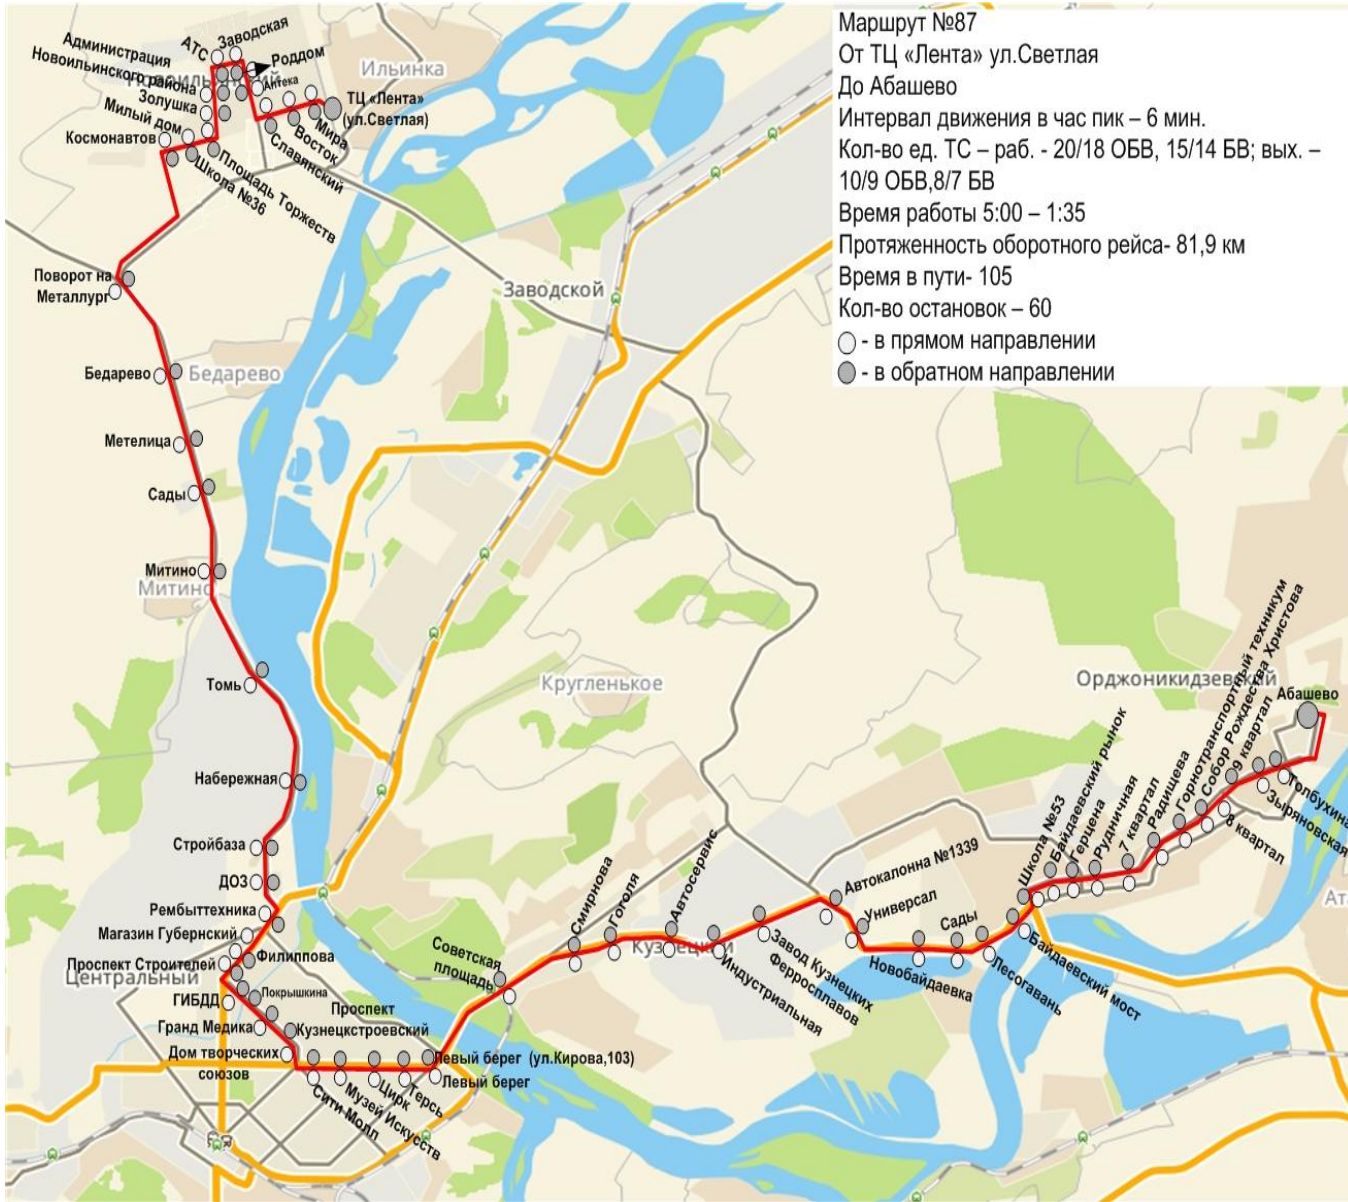 Маршрут №87
От ТЦ «Лента» ул.Светлая
До Абашево
Интервал движения в час пик – 6 мин.
Кол-во ед. ТС – раб. - 20/18 ОБВ, 15/14 БВ; вых. –
10/9 ОБВ,8/7 БВ
Время работы 5:00 – 1:35
Протяженность оборотного рейса- 81,9 км
Время в пути- 105
Кол-во остановок – 60
- в прямом направлении
- в обратном направлении
АТС
Заводская
Роддом
Администрация
Новоильинского района
Аптека
Золушка
Милый дом
Космонавтов
ТЦ «Лента»
(ул.Светлая)
Мира
Восток
Славянский
Площадь Торжеств
Школа №36
Ильинка
Поворот на
Металлург
Заводской
Бедарево
Бедарево
Метелица
Сады
Митино
Митино
Томь
Кругленькое
Набережная
Стройбаза
ДОЗ
Рембыттехника
Магазин Губернский
Проспект Строителей
Филиппова
Центральный
ГИБДД
Покрышкина
Гранд Медика
Проспект
Кузнецкстроевский
Дом творческих
союзов
Сити Молл
Музей Искусств
Цирк
Терсь
Левый берег (ул.Кирова,103)
Левый берег
Советская
площадь
Смирнова
Гоголя
Автосервис
Кузнецкий
Индустриальная
Завод Кузнецких
Ферросплавов
Автокалонна №1339
Универсал
Новобайдаевка
Сады
Лесогавань
Байдаевский мост
Школа №53
Байдаевский рынок
Герцена
Рудничная
7 квартал
Радищева
Горнотранспортный техникум
Собор Рождества Христова
9 квартал
8 квартал
Зыряновская
Толбухина
Орджоникидзевский
Абашево